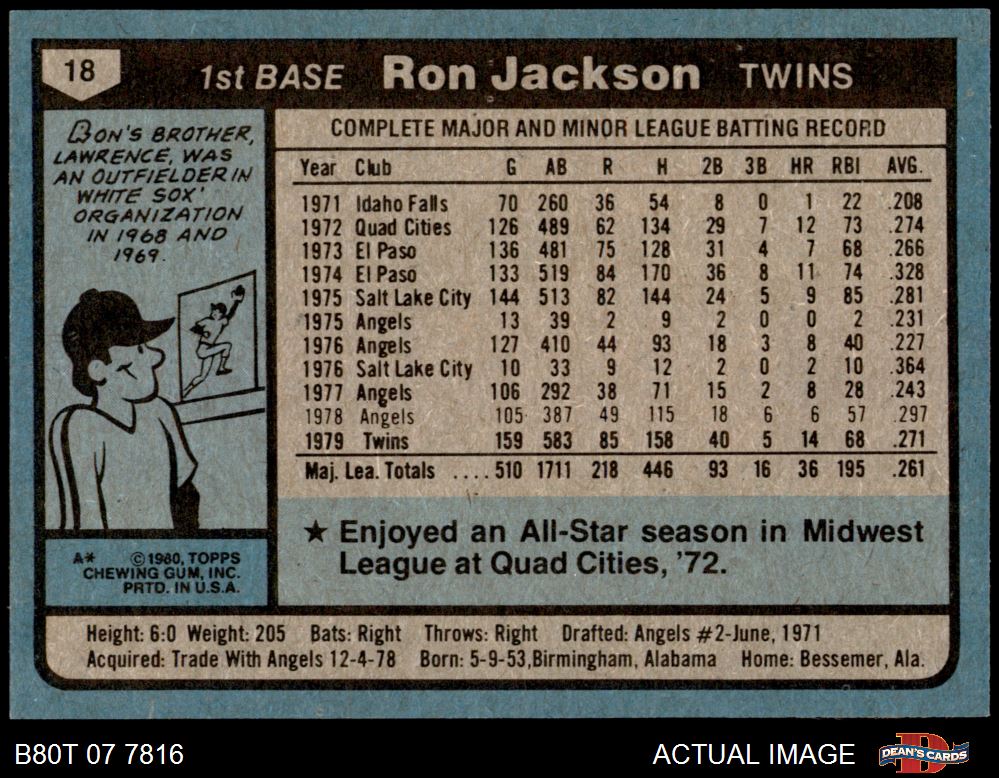 18 1st BASE Ron Jackson TWINS
RON'S BROTHER,
LAWRENCE, WAS
AN OUTFIELDER IN
WHITE SOX'
ORGANIZATION
IN 1968 AND
1969.
COMPLETE MAJOR AND MINOR LEAGUE BATTING RECORD
Year Club G AB R H 2B 3B HR RBI AVG.
1971 Idaho Falls 70 260 36 54 8 0 1 22 .208
1972 Quad Cities 126 489 62 134 29 7 12 73 .274
1973 El Paso 136 481 75 128 31 4 7 68 .266
1974 El Paso 133 519 84 170 36 8 11 74 .328
1975 Salt Lake City 144 513 82 144 24 5 9 85 .281
1975 Angels 13 39 2 9 2 0 0 2 .231
1976 Angels 127 410 44 93 18 3 8 40 .227
1976 Salt Lake City 10 33 9 12 2 0 2 10 .364
1977 Angels 106 292 38 71 15 2 8 28 .243
1978 Angels 105 387 49 115 18 6 6 57 .297
1979 Twins 159 583 85 158 40 5 14 68 .271
Maj. Lea. Totals ....510 1711 218 446 93 16 36 195 .261
★ Enjoyed an All-Star season in Midwest
League at Quad Cities, '72.
A* ©1980, TOPPS
CHEWING GUM, INC.
PRTD. IN U.S.A.
Height: 6:0 Weight: 205 Bats: Right Throws: Right Drafted: Angels #2-June, 1971
Acquired: Trade With Angels 12-4-78 Born: 5-9-53,Birmingham, Alabama Home: Bessemer, Ala.
B80T 07 7816 ACTUAL IMAGE DEAN'S CARDS